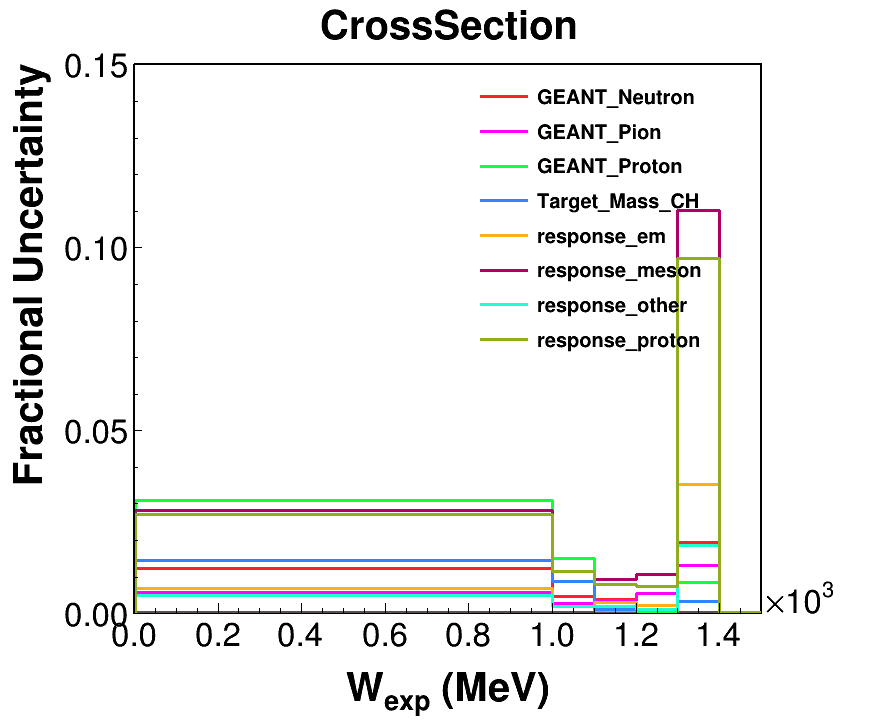 CrossSection
Fractional Uncertainty
0.15
0.10
0.05
0.00
GEANT_Neutron
GEANT_Pion
GEANT_Proton
Target_Mass_CH
response_em
response_meson
response_other
response_proton
0.0 0.2 0.4 0.6 0.8 1.0 1.2 1.4
×10³
W_exp (MeV)